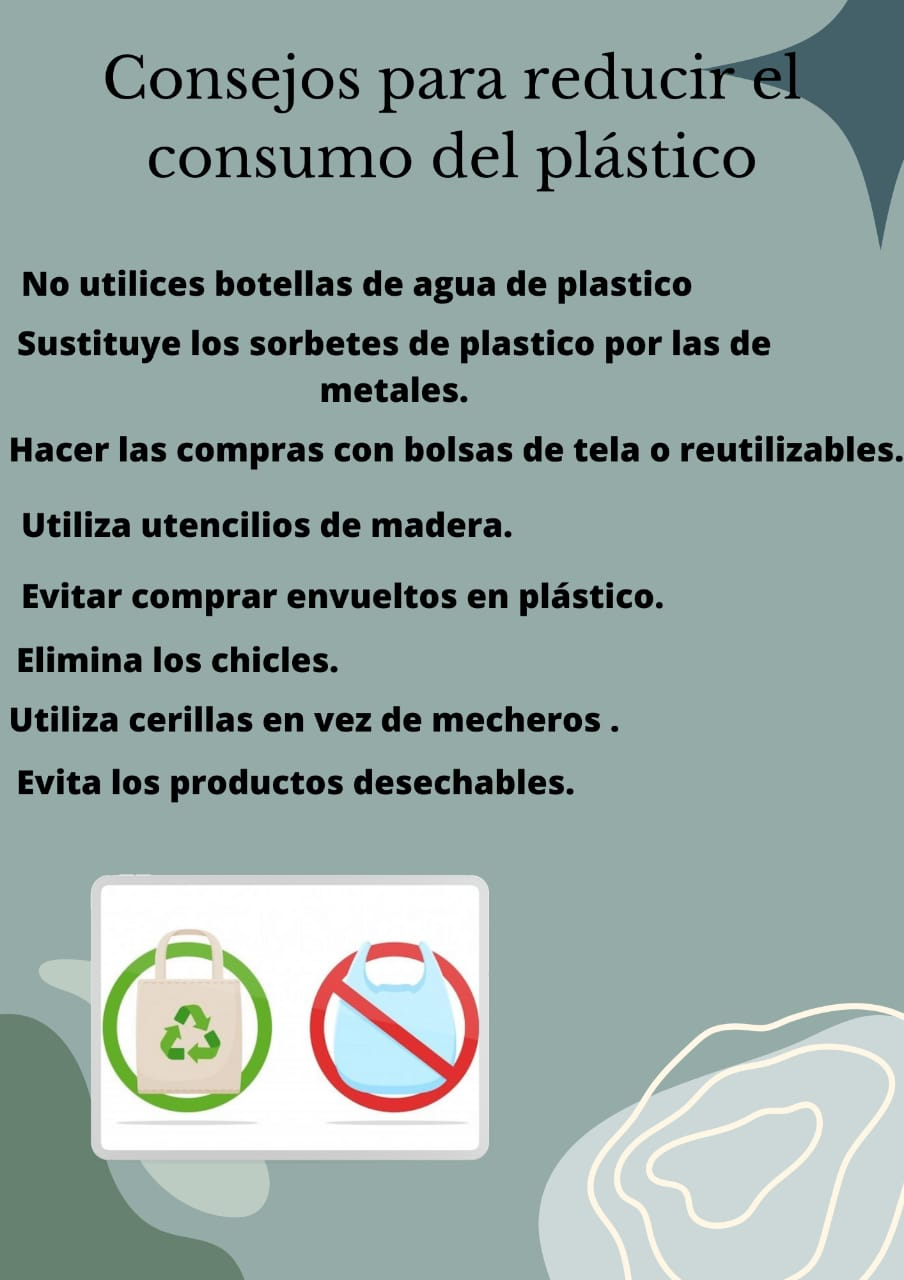 Consejos para reducir el
consumo del plástico
No utilices botellas de agua de plastico
Sustituye los sorbetes de plastico por las de
metales.
Hacer las compras con bolsas de tela o reutilizables.
Utiliza utencilios de madera.
Evitar comprar envueltos en plástico.
Elimina los chicles.
Utiliza cerillas en vez de mecheros .
Evita los productos desechables.